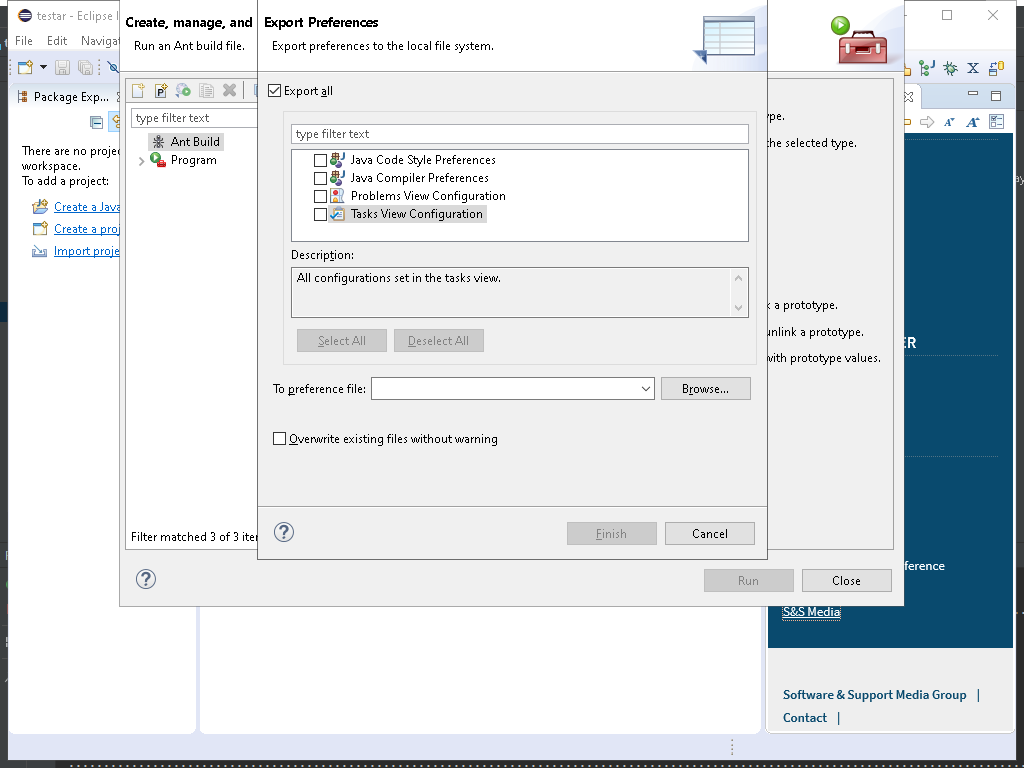 testar - Eclipse I
File Edit Navigat
Package Exp...
There are no projec
workspace.
To add a project:
Create a Java
Create a proj
Import proje
Create, manage, and
Run an Ant build file.
type filter text
Ant Build
Program
Filter matched 3 of 3 iter
Export Preferences
Export preferences to the local file system.
Export all
type filter text
Java Code Style Preferences
Java Compiler Preferences
Problems View Configuration
Tasks View Configuration
Description:
All configurations set in the tasks view.
Select All Deselect All
To preference file: Browse...
Overwrite existing files without warning
Finish Cancel
ype.
the selected type.
k a prototype.
unlink a prototype.
with prototype values.
Run Close
ER
ference
S&S Media
Software & Support Media Group |
Contact |